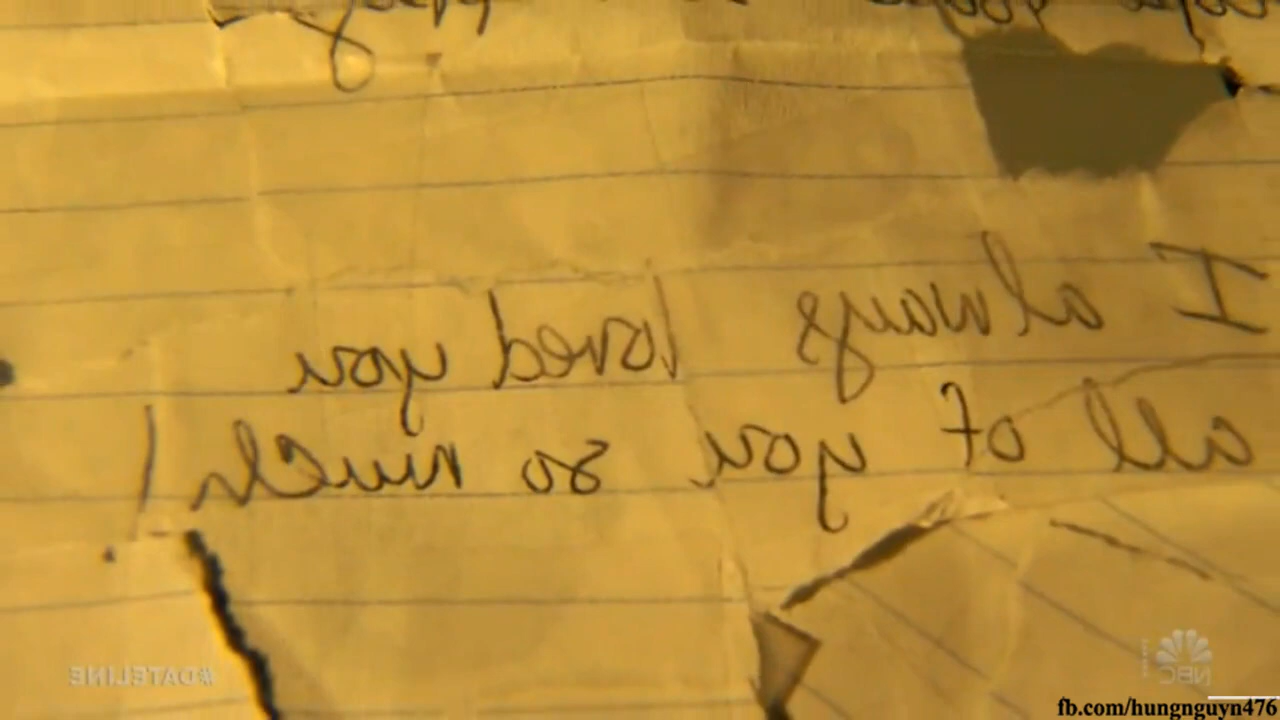 I always loved you
all of you so much!
#DATELINE
NBC
fb.com/hungnguyn476